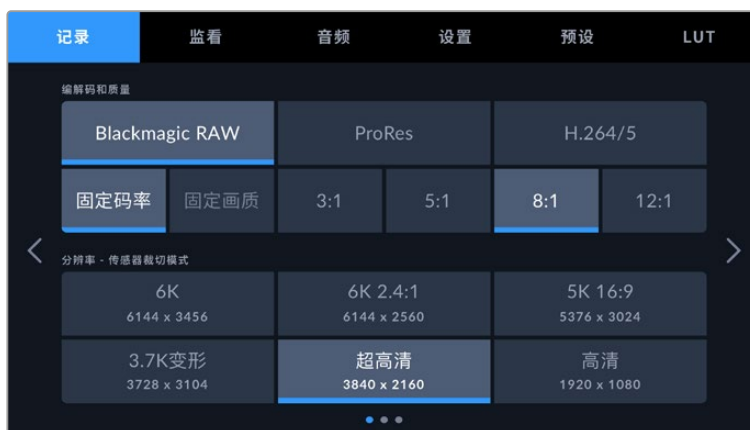 记录 监看 音频 设置 预设 LUT
编解码和质量
Blackmagic RAW ProRes H.264/5
固定码率 固定画质 3:1 5:1 8:1 12:1
分辨率 - 传感器裁切模式
6K 6K 2.4:1 5K 16:9
6144 x 3456 6144 x 2560 5376 x 3024
3.7K变形 超高清 高清
3728 x 3104 3840 x 2160 1920 x 1080